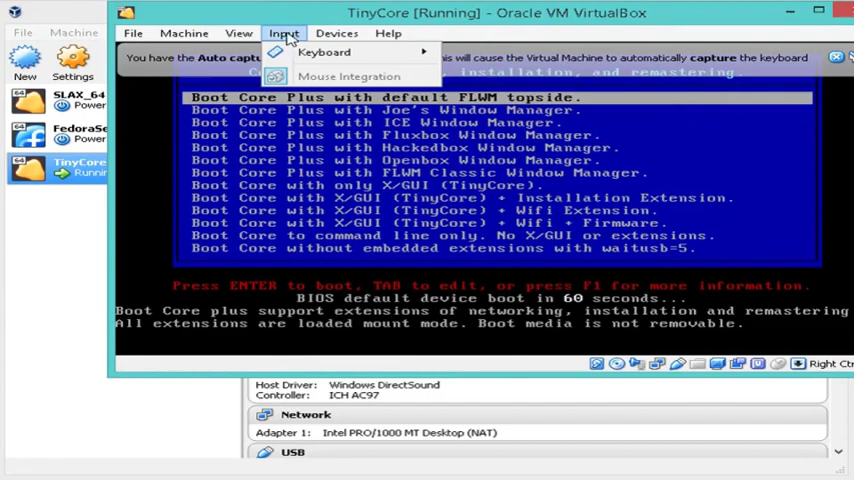 TinyCore [Running] - Oracle VM VirtualBox
File Machine
File Machine View Input Devices Help
New Settings
Keyboard
Mouse Integration
You have the Auto capt
this will cause the Virtual Machine to automatically capture the keyboard
installation, and remastering.
SLAX_64
Power
FedoraSe
Power
TinyCore
Running
Boot Core Plus with default FLWM topside.
Boot Core Plus with Joe's Window Manager.
Boot Core Plus with ICE Window Manager.
Boot Core Plus with Fluxbox Window Manager.
Boot Core Plus with Hackedbox Window Manager.
Boot Core Plus with Openbox Window Manager.
Boot Core Plus with FLWM Classic Window Manager.
Boot Core with only X/GUI (TinyCore).
Boot Core with X/GUI (TinyCore) + Installation Extension.
Boot Core with X/GUI (TinyCore) + Wifi Extension.
Boot Core with X/GUI (TinyCore) + Wifi + Firmware.
Boot Core to command line only. No X/GUI or extensions.
Boot Core without embedded extensions with waitusb=5.
Press ENTER to boot, TAB to edit, or press F1 for more information.
BIOS default device boot in 60 seconds...
Boot Core plus support extensions of networking, installation and remastering
All extensions are loaded mount mode. Boot media is not removable.
Right Ctr
Host Driver: Windows DirectSound
Controller: ICH AC97
Network
Adapter 1: Intel PRO/1000 MT Desktop (NAT)
USB